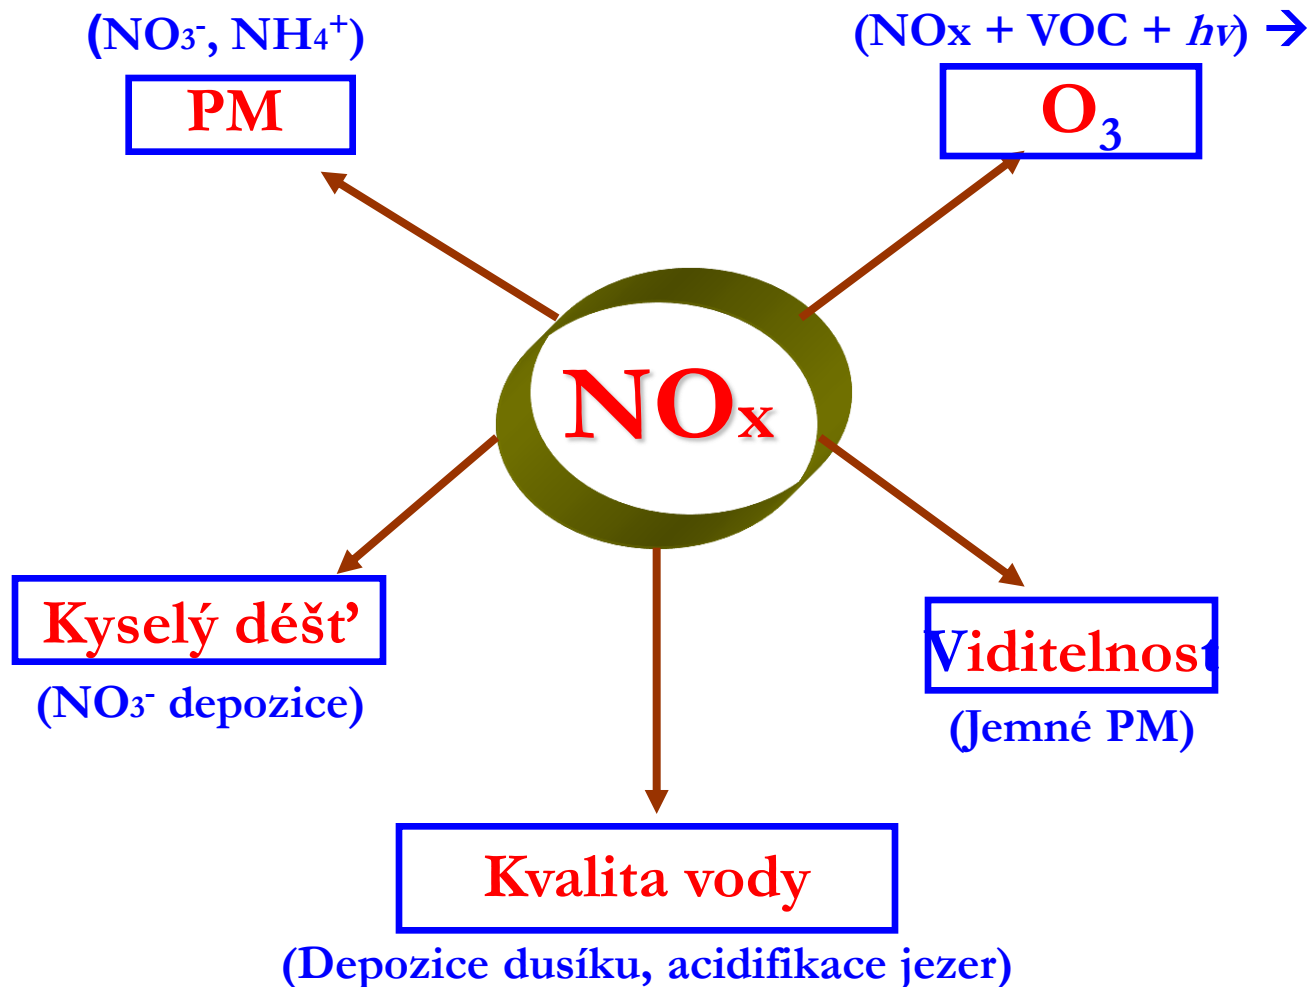 (NO₃⁻, NH₄⁺)
PM
(NOx + VOC + hν) →
O₃
NOx
Kyselý déšť
(NO₃⁻ depozice)
Viditelnost
(Jemné PM)
Kvalita vody
(Depozice dusíku, acidifikace jezer)